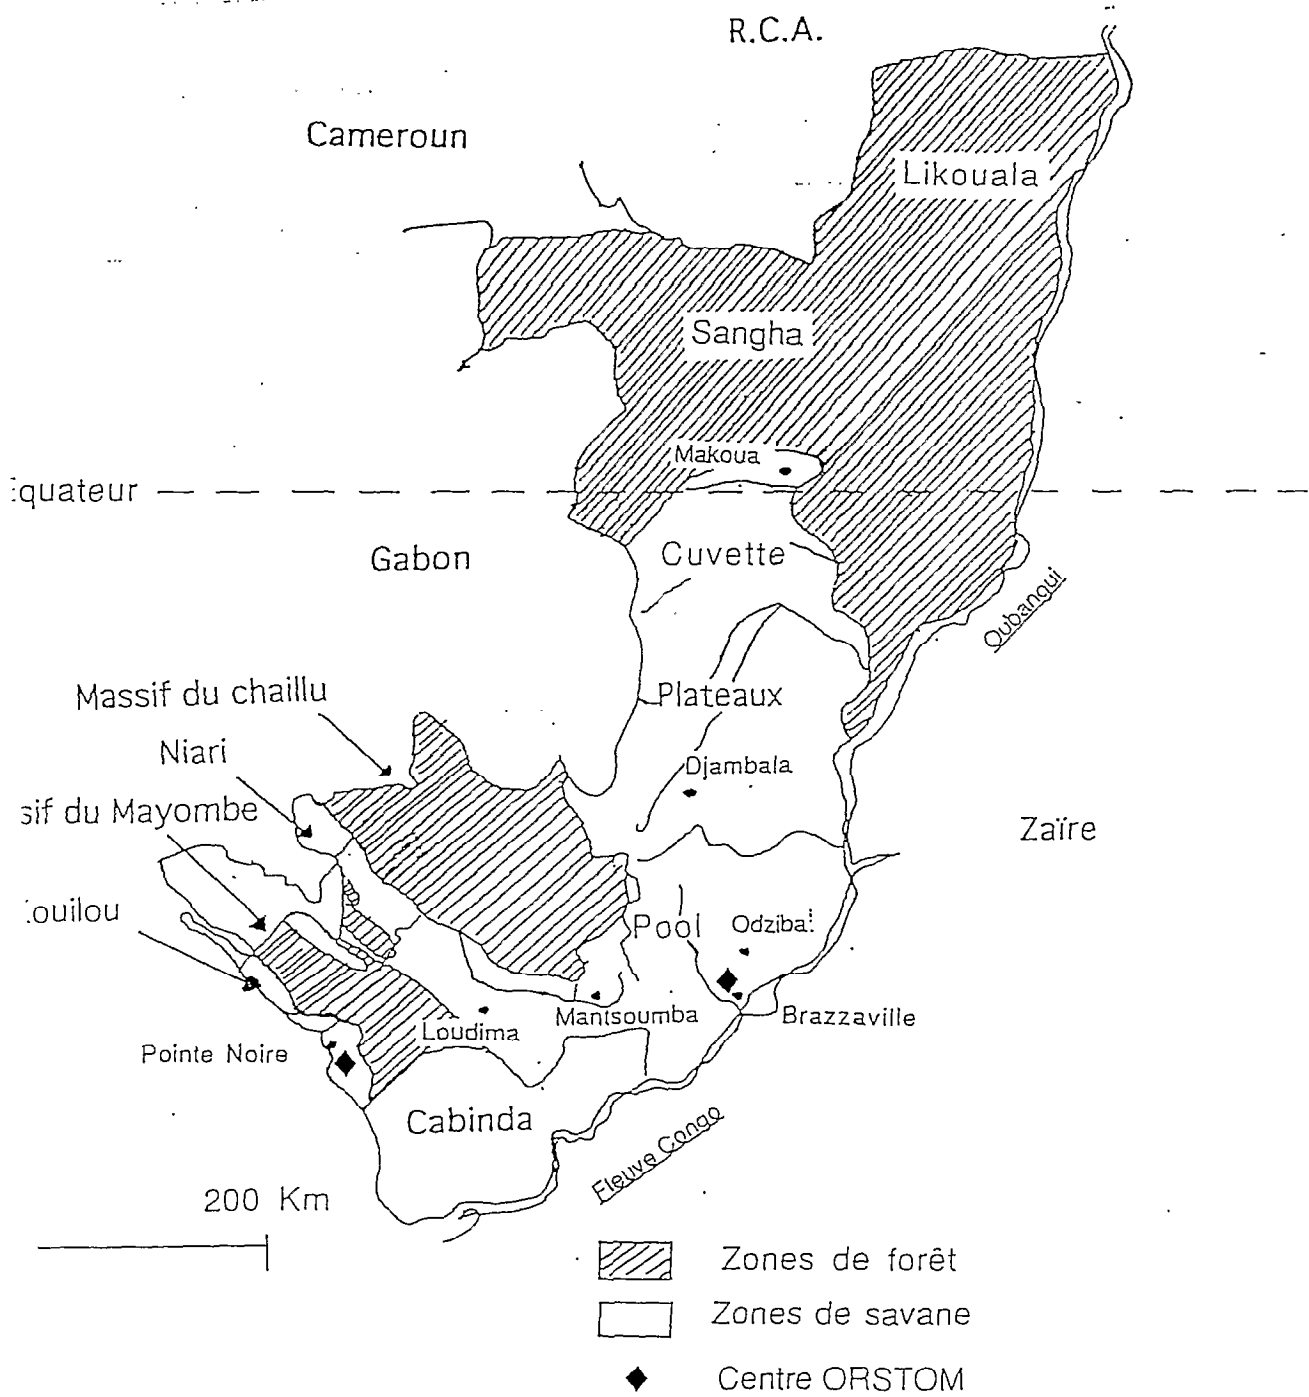 R.C.A.
Cameroun
Likouala
Sangha
Makoua
quateur
Gabon
Cuvette
Oubangui
Massif du chaillu
Plateaux
Niari
Djambala
sif du Mayombe
Zaïre
ouilou
Pool
Odziba
Mantsoumba
Brazzaville
Loudima
Pointe Noire
Cabinda
Fleuve Congo
200 Km
Zones de forêt
Zones de savane
Centre ORSTOM